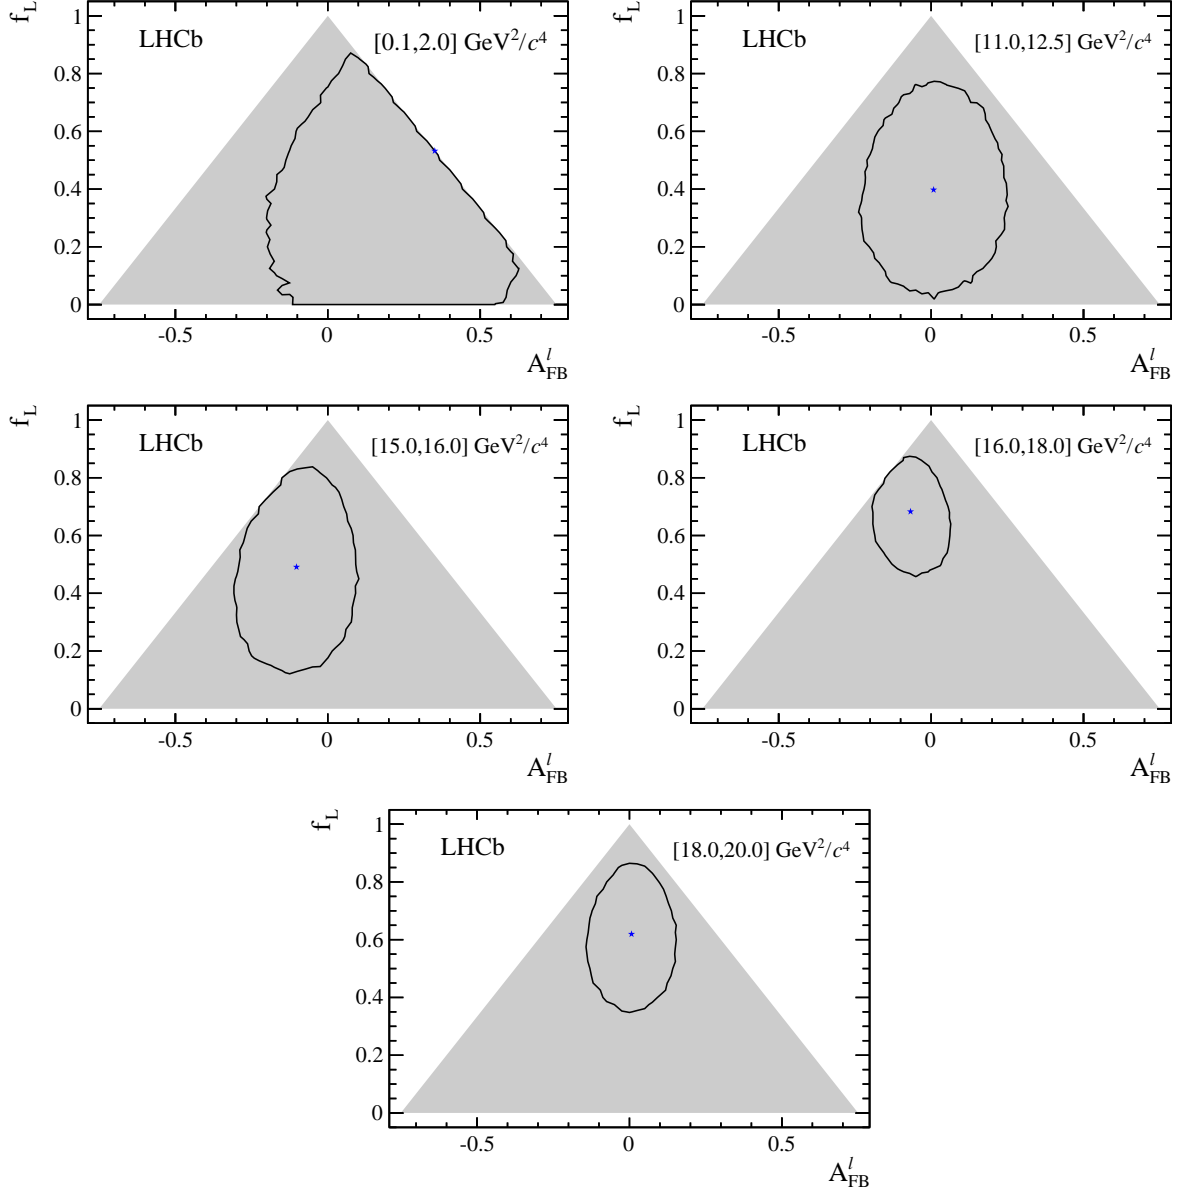 f_L
1
LHCb
[0.1,2.0] GeV²/c⁴
0.8
0.6
0.4
0.2
0
-0.5 0 0.5
A^l_FB
f_L
1
LHCb
[11.0,12.5] GeV²/c⁴
0.8
0.6
0.4
0.2
0
-0.5 0 0.5
A^l_FB
f_L
1
LHCb
[15.0,16.0] GeV²/c⁴
0.8
0.6
0.4
0.2
0
-0.5 0 0.5
A^l_FB
f_L
1
LHCb
[16.0,18.0] GeV²/c⁴
0.8
0.6
0.4
0.2
0
-0.5 0 0.5
A^l_FB
f_L
1
LHCb
[18.0,20.0] GeV²/c⁴
0.8
0.6
0.4
0.2
0
-0.5 0 0.5
A^l_FB